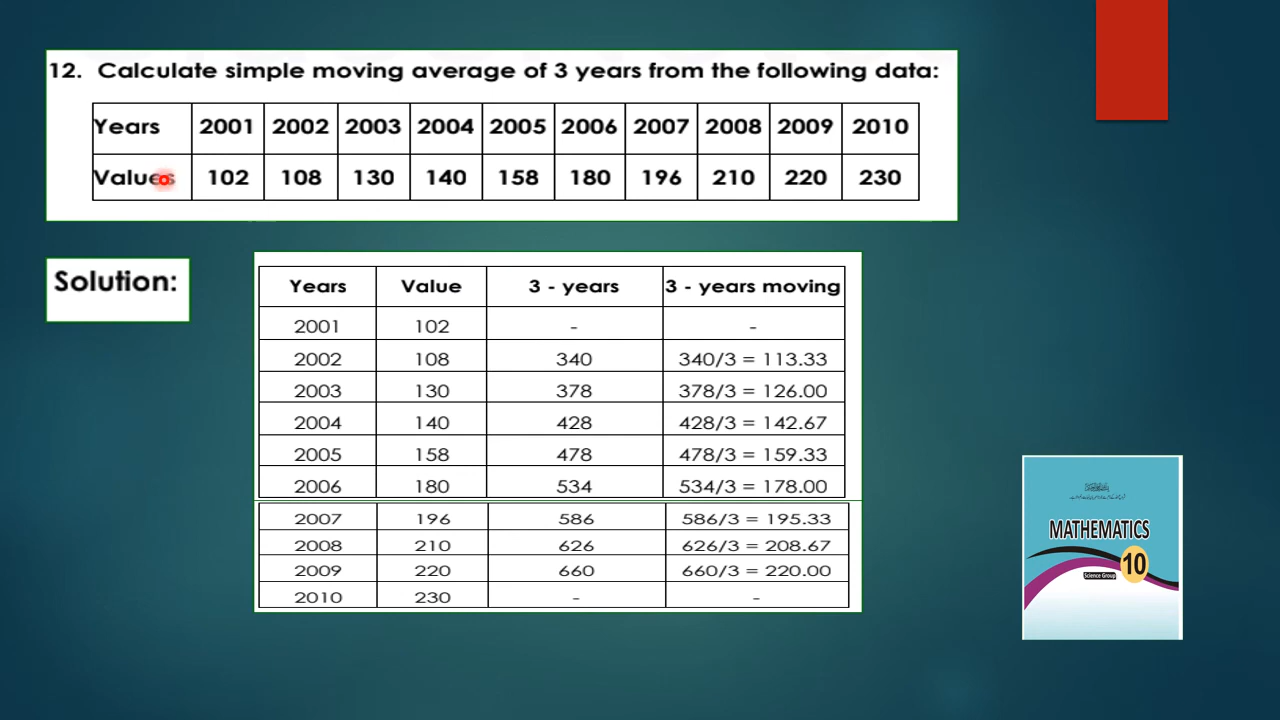 12. Calculate simple moving average of 3 years from the following data:
Years 2001 2002 2003 2004 2005 2006 2007 2008 2009 2010
Values 102 108 130 140 158 180 196 210 220 230
Solution:
Years Value 3 - years 3 - years moving
2001 102 - -
2002 108 340 340/3 = 113.33
2003 130 378 378/3 = 126.00
2004 140 428 428/3 = 142.67
2005 158 478 478/3 = 159.33
2006 180 534 534/3 = 178.00
2007 196 586 586/3 = 195.33
2008 210 626 626/3 = 208.67
2009 220 660 660/3 = 220.00
2010 230 - -
MATHEMATICS
Science Group 10